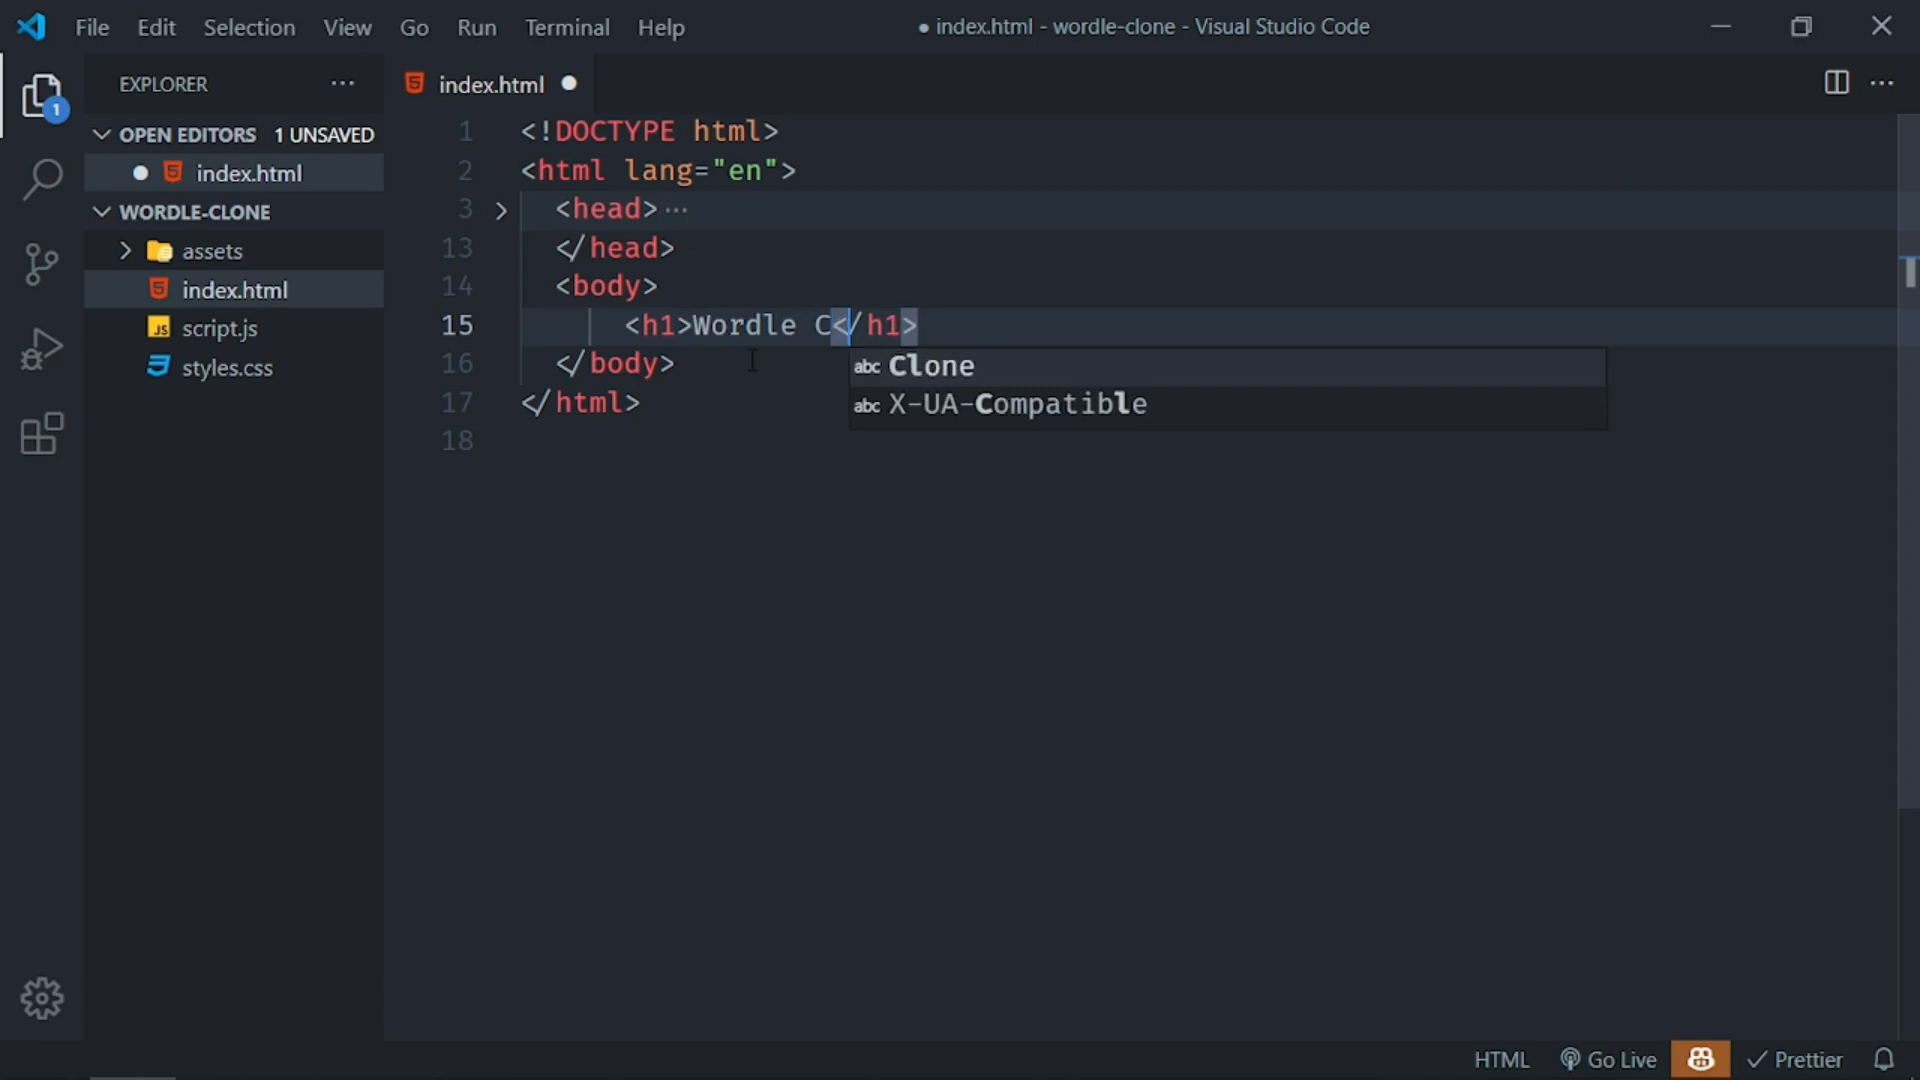 File Edit Selection View Go Run Terminal Help ● index.html - wordle-clone - Visual Studio Code
EXPLORER ···
index.html ●
1
OPEN EDITORS 1 UNSAVED
● index.html
WORDLE-CLONE
assets
index.html
JS script.js
styles.css
1 <!DOCTYPE html>
2 <html lang="en">
3 > <head>···
13 </head>
14 <body>
15 <h1>Wordle C</h1>
16 </body>
17 </html>
18
abc Clone
abc X-UA-Compatible
HTML Go Live ✓ Prettier